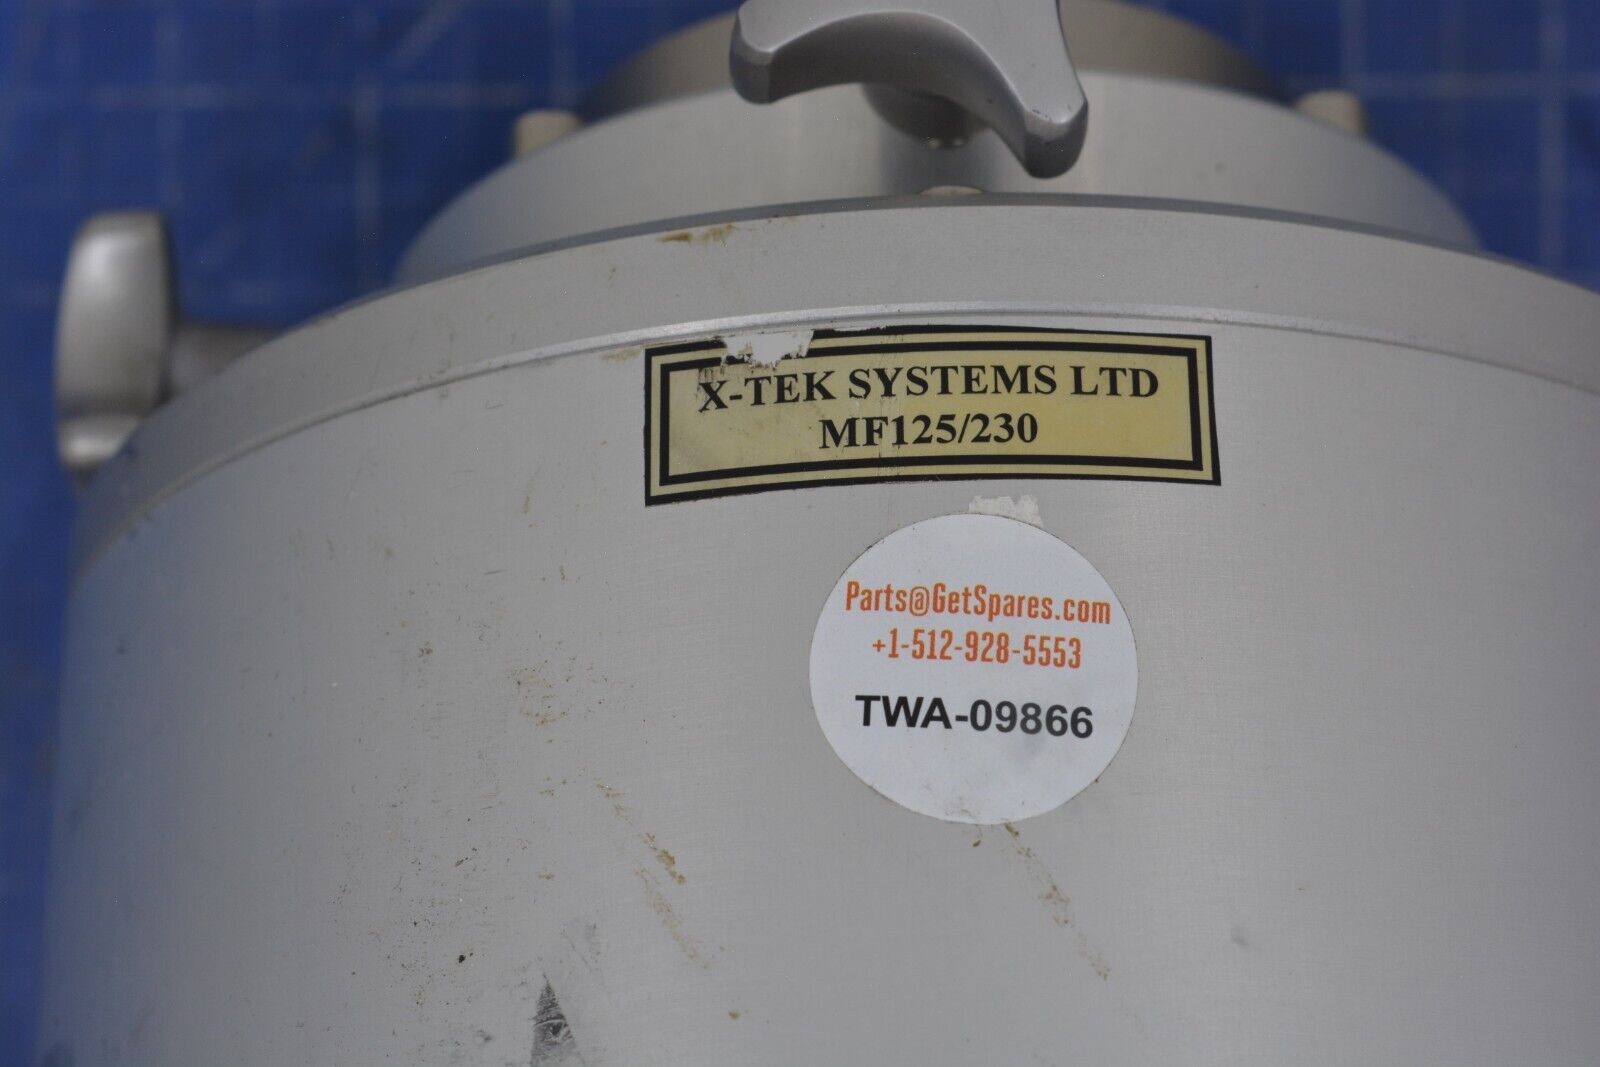 X-TEK SYSTEMS LTD
MF125/230
Parts@GetSpares.com
+1-512-928-5553
TWA-09866